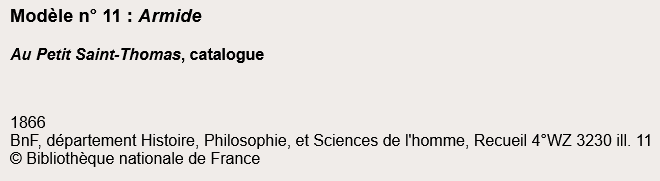 Modèle n° 11 : Armide
Au Petit Saint-Thomas, catalogue
1866
BnF, département Histoire, Philosophie, et Sciences de l'homme, Recueil 4°WZ 3230 ill. 11
© Bibliothèque nationale de France